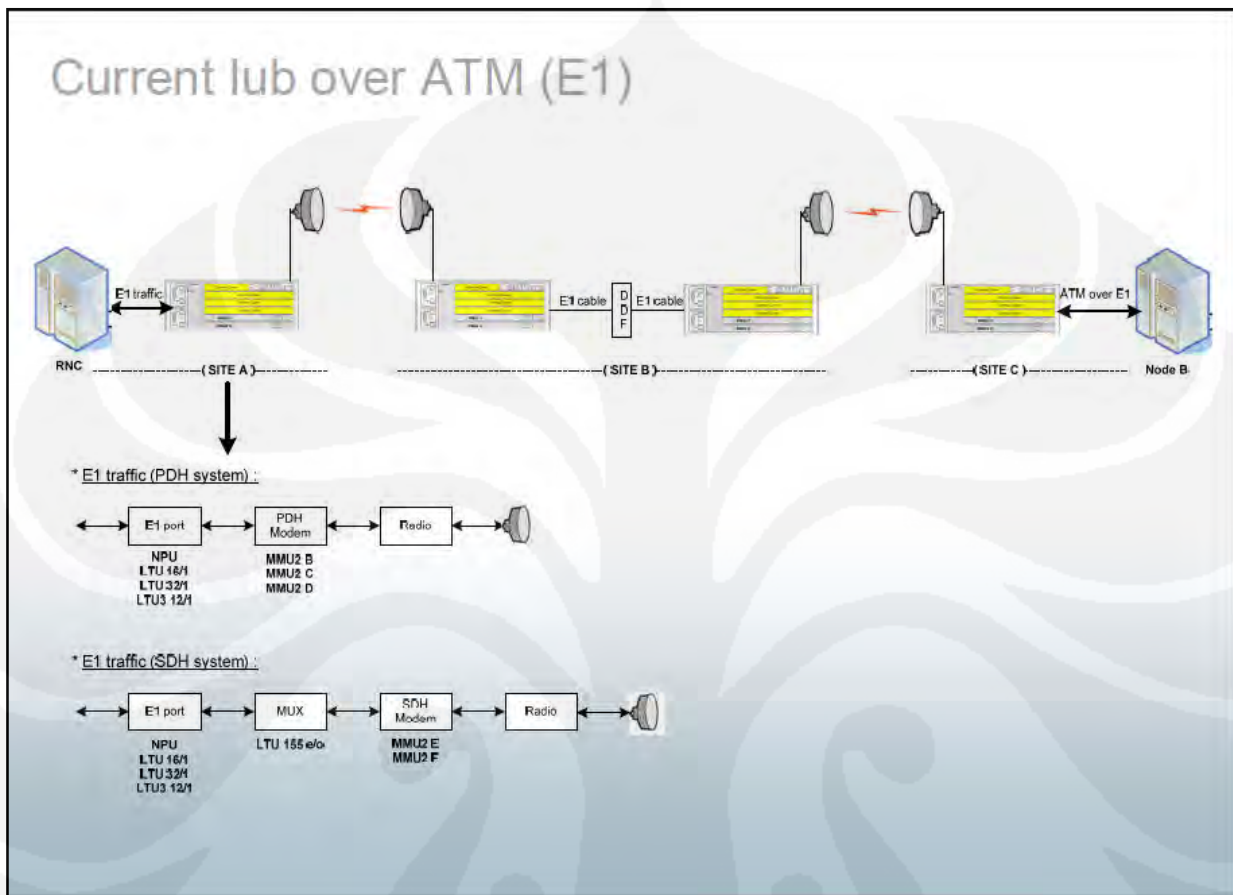 Current Iub over ATM (E1)
E1 traffic
E1 cable
D
D
F
E1 cable
ATM over E1
RNC
( SITE A )
( SITE B )
( SITE C )
Node B
* E1 traffic (PDH system) :
E1 port
PDH
Modem
Radio
NPU
LTU 16/1
LTU 32/1
LTU3 12/1
MMU2 B
MMU2 C
MMU2 D
* E1 traffic (SDH system) :
E1 port
MUX
SDH
Modem
Radio
NPU
LTU 16/1
LTU 32/1
LTU3 12/1
LTU 155 e/o
MMU2 E
MMU2 F